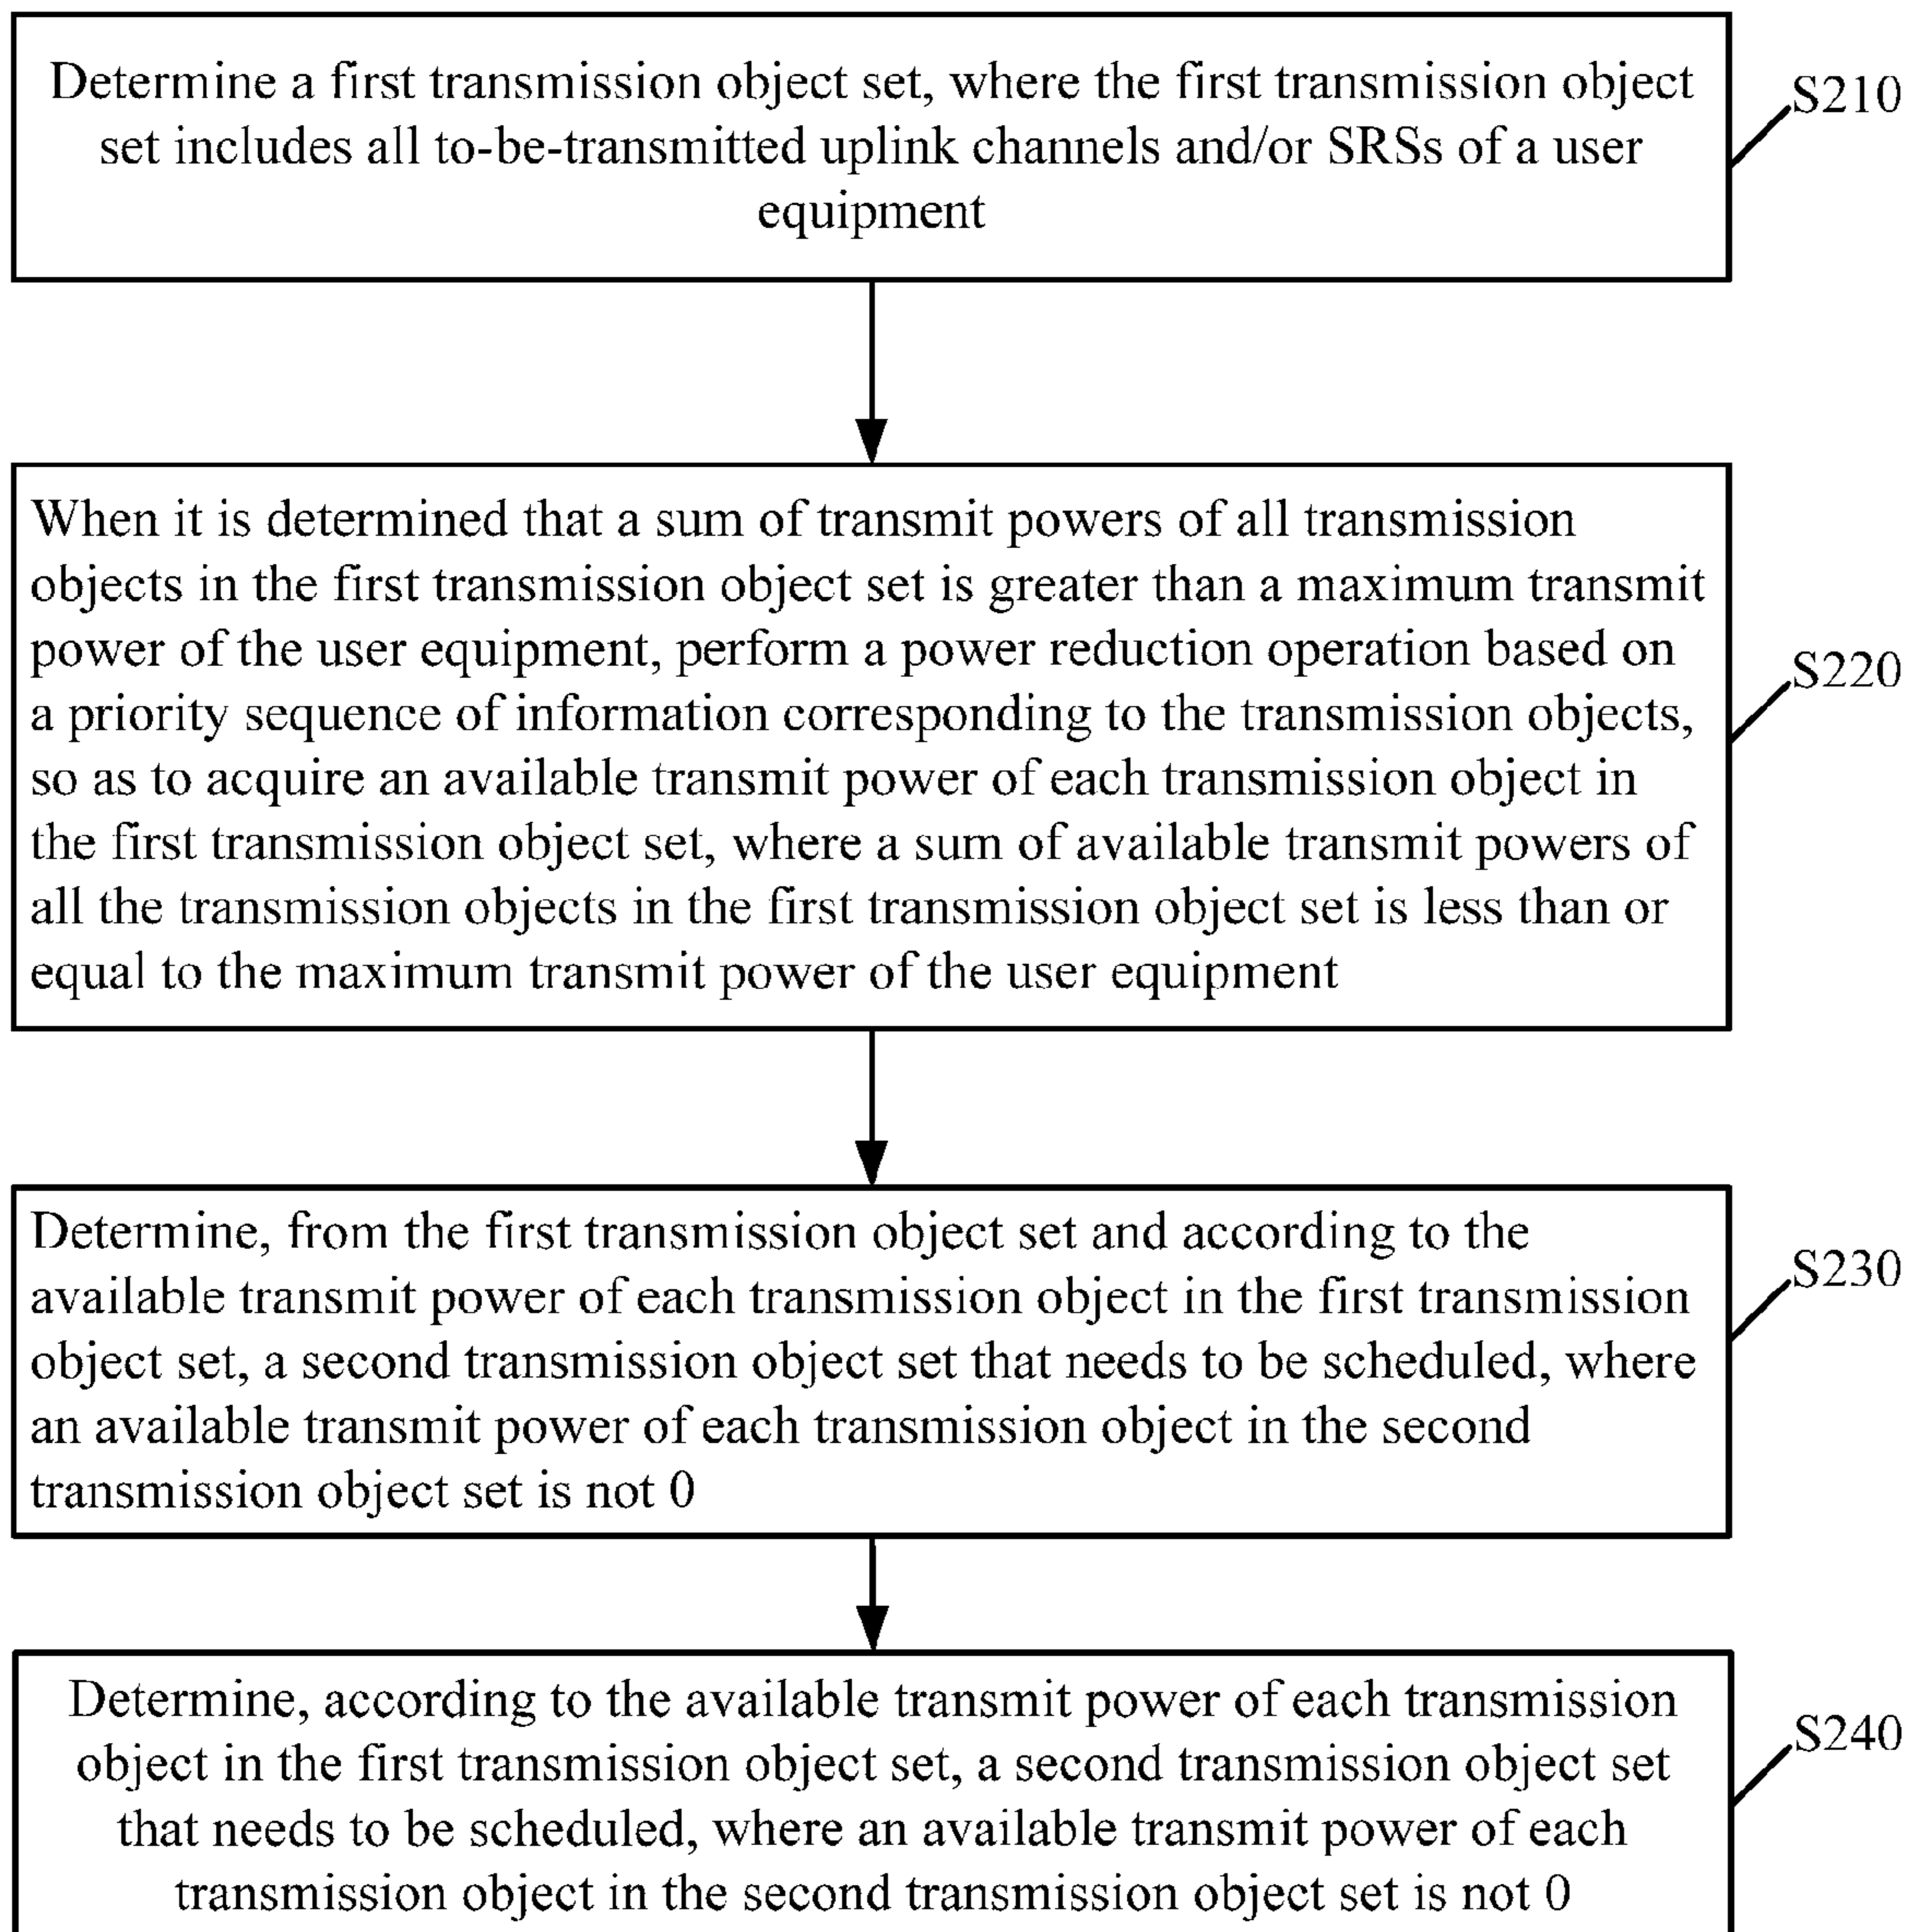 Determine a first transmission object set, where the first transmission object
set includes all to-be-transmitted uplink channels and/or SRSs of a user
equipment
S210
When it is determined that a sum of transmit powers of all transmission
objects in the first transmission object set is greater than a maximum transmit
power of the user equipment, perform a power reduction operation based on
a priority sequence of information corresponding to the transmission objects,
so as to acquire an available transmit power of each transmission object in
the first transmission object set, where a sum of available transmit powers of
all the transmission objects in the first transmission object set is less than or
equal to the maximum transmit power of the user equipment
S220
Determine, from the first transmission object set and according to the
available transmit power of each transmission object in the first transmission
object set, a second transmission object set that needs to be scheduled, where
an available transmit power of each transmission object in the second
transmission object set is not 0
S230
Determine, according to the available transmit power of each transmission
object in the first transmission object set, a second transmission object set
that needs to be scheduled, where an available transmit power of each
transmission object in the second transmission object set is not 0
S240